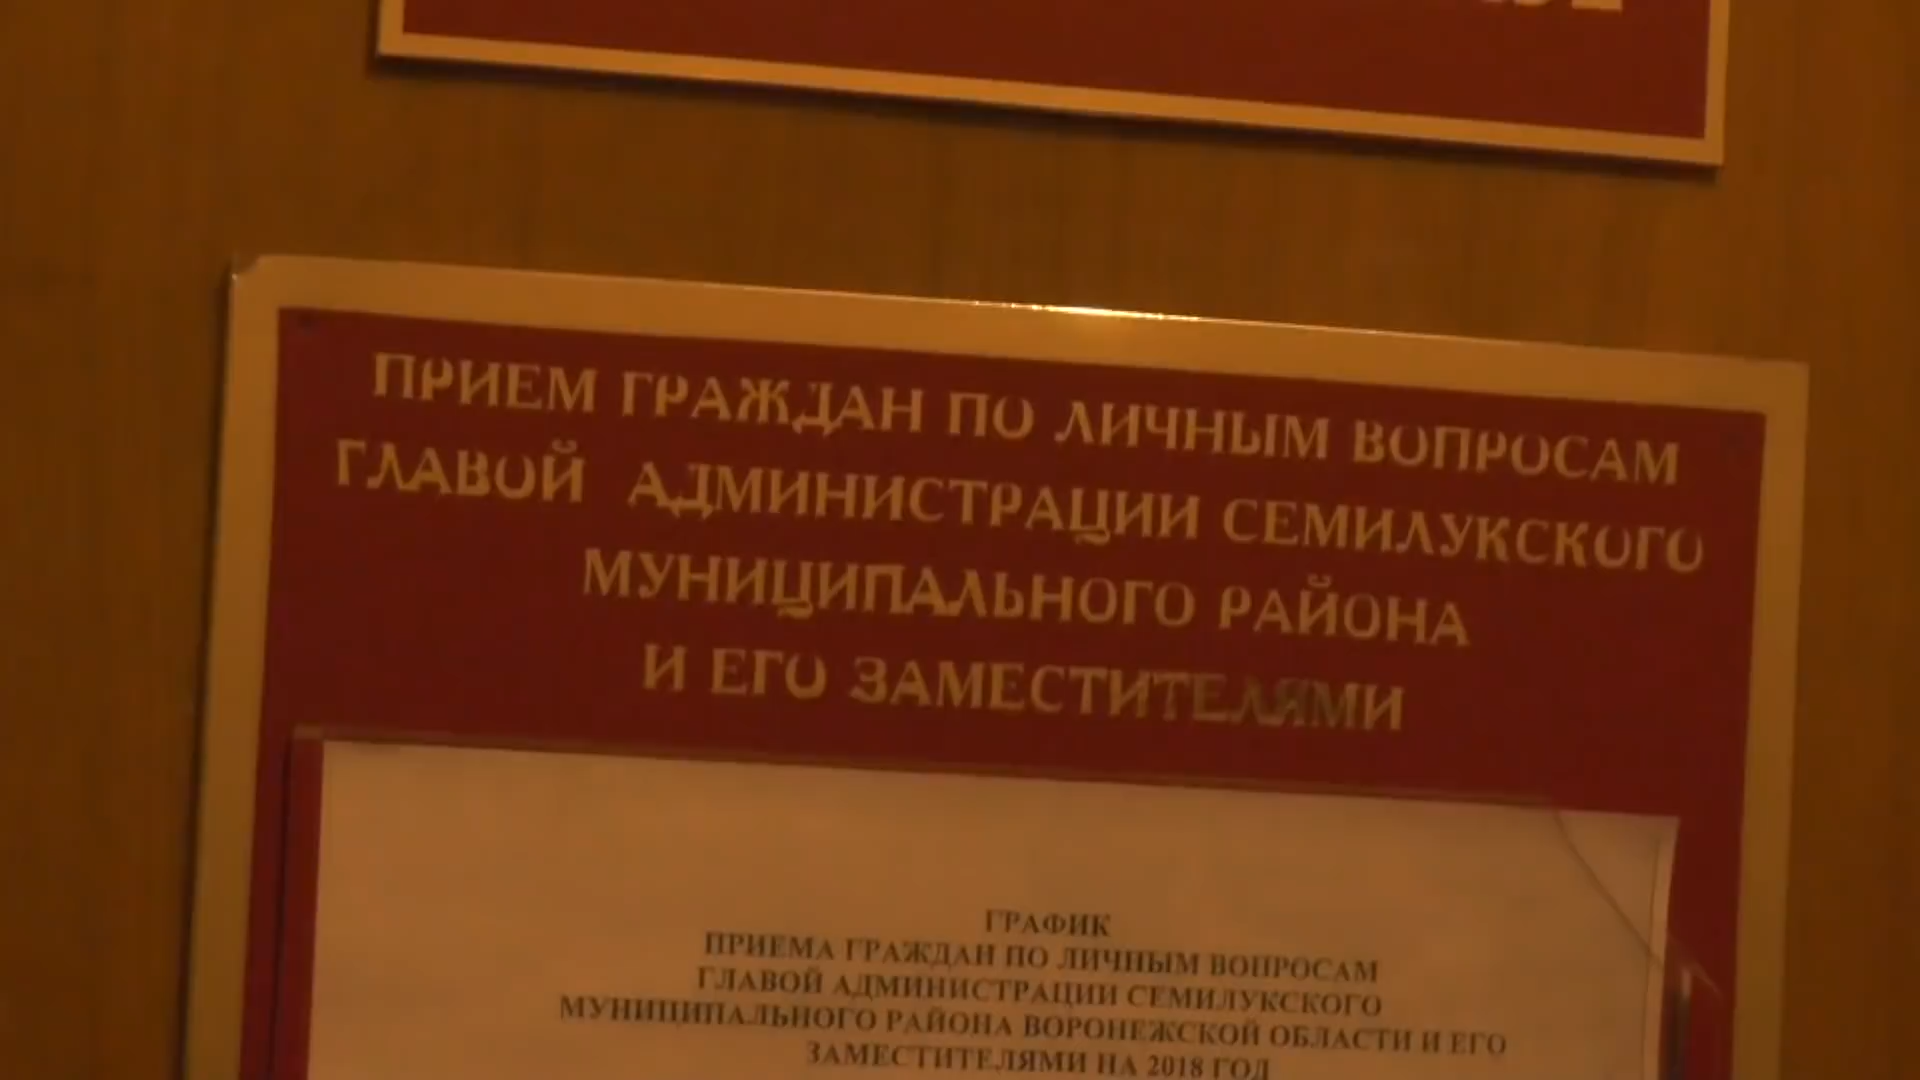 ПРИЕМ ГРАЖДАН ПО ЛИЧНЫМ ВОПРОСАМ
ГЛАВОЙ АДМИНИСТРАЦИИ СЕМИЛУКСКОГО
МУНИЦИПАЛЬНОГО РАЙОНА
И ЕГО ЗАМЕСТИТЕЛЯМИ
ГРАФИК
ПРИЕМА ГРАЖДАН ПО ЛИЧНЫМ ВОПРОСАМ
ГЛАВОЙ АДМИНИСТРАЦИИ СЕМИЛУКСКОГО
МУНИЦИПАЛЬНОГО РАЙОНА ВОРОНЕЖСКОЙ ОБЛАСТИ И ЕГО
ЗАМЕСТИТЕЛЯМИ НА 2018 ГОД